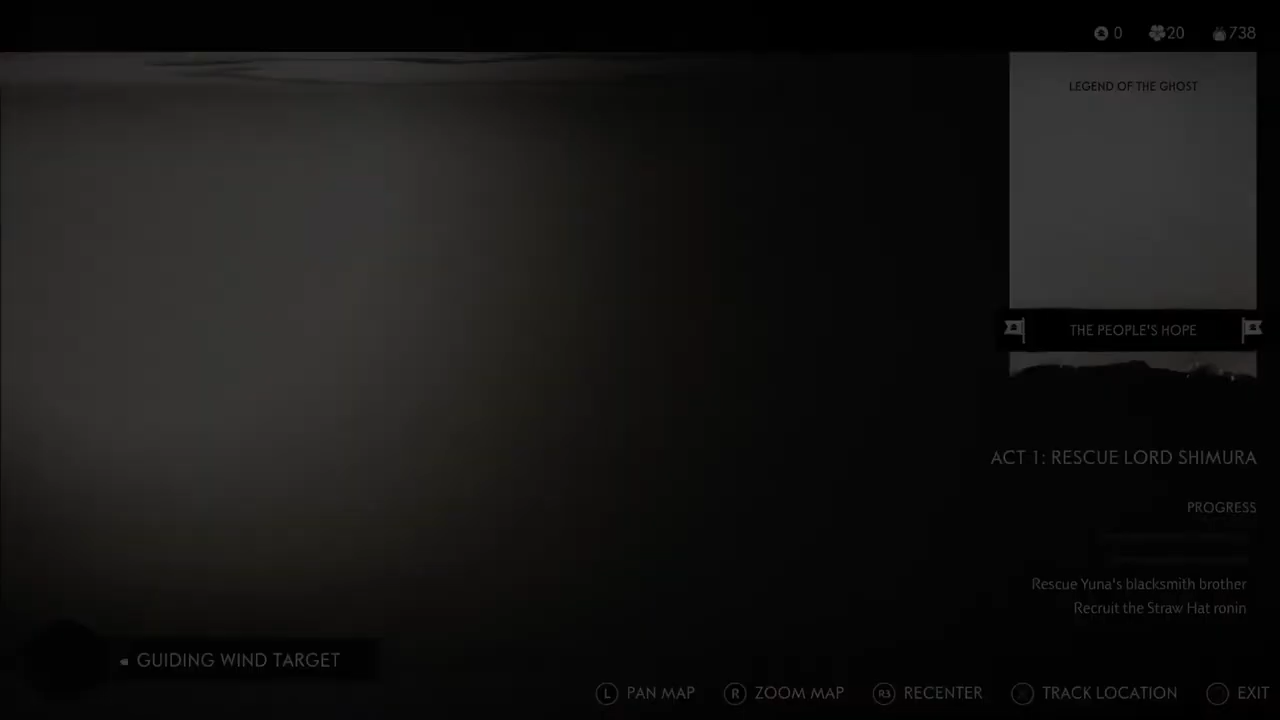 0 20 738
LEGEND OF THE GHOST
THE PEOPLE'S HOPE
ACT 1: RESCUE LORD SHIMURA
PROGRESS
Rescue Yuna's blacksmith brother
Recruit the Straw Hat ronin
GUIDING WIND TARGET
L PAN MAP R ZOOM MAP R3 RECENTER TRACK LOCATION EXIT